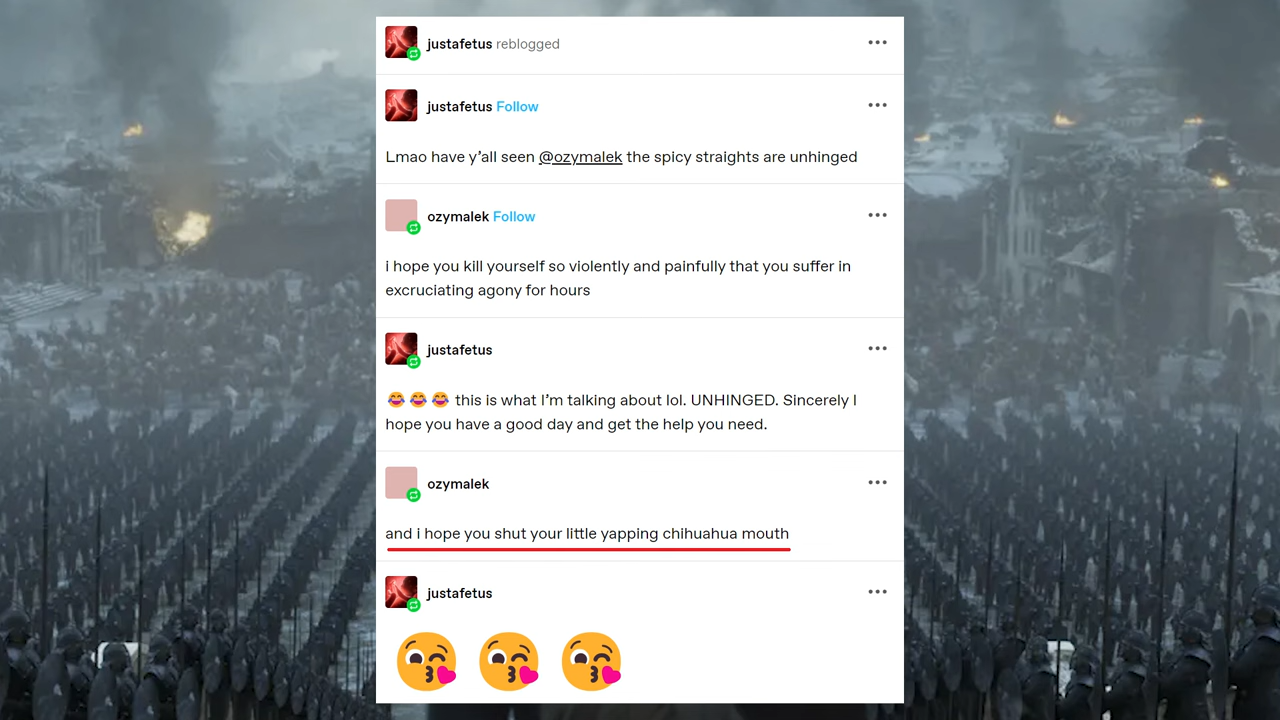 justafetus reblogged
justafetus Follow
Lmao have y’all seen @ozymalek the spicy straights are unhinged
ozymalek Follow
i hope you kill yourself so violently and painfully that you suffer in
excruciating agony for hours
justafetus
😂 😂 😂 this is what I’m talking about lol. UNHINGED. Sincerely I
hope you have a good day and get the help you need.
ozymalek
and i hope you shut your little yapping chihuahua mouth
justafetus
😘 😘 😘